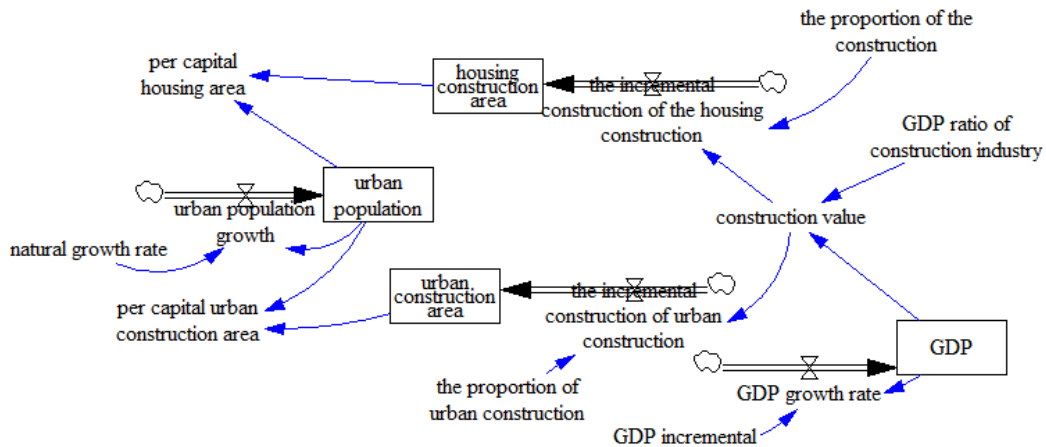 the proportion of the
construction
per capital
housing area
housing
construction
area
the incremental
construction of the housing
construction
GDP ratio of
construction industry
urban
population
urban population
growth
construction value
natural growth rate
per capital urban
construction area
urban
construction
area
the incremental
construction of urban
construction
GDP
the proportion of
urban construction
GDP growth rate
GDP incremental